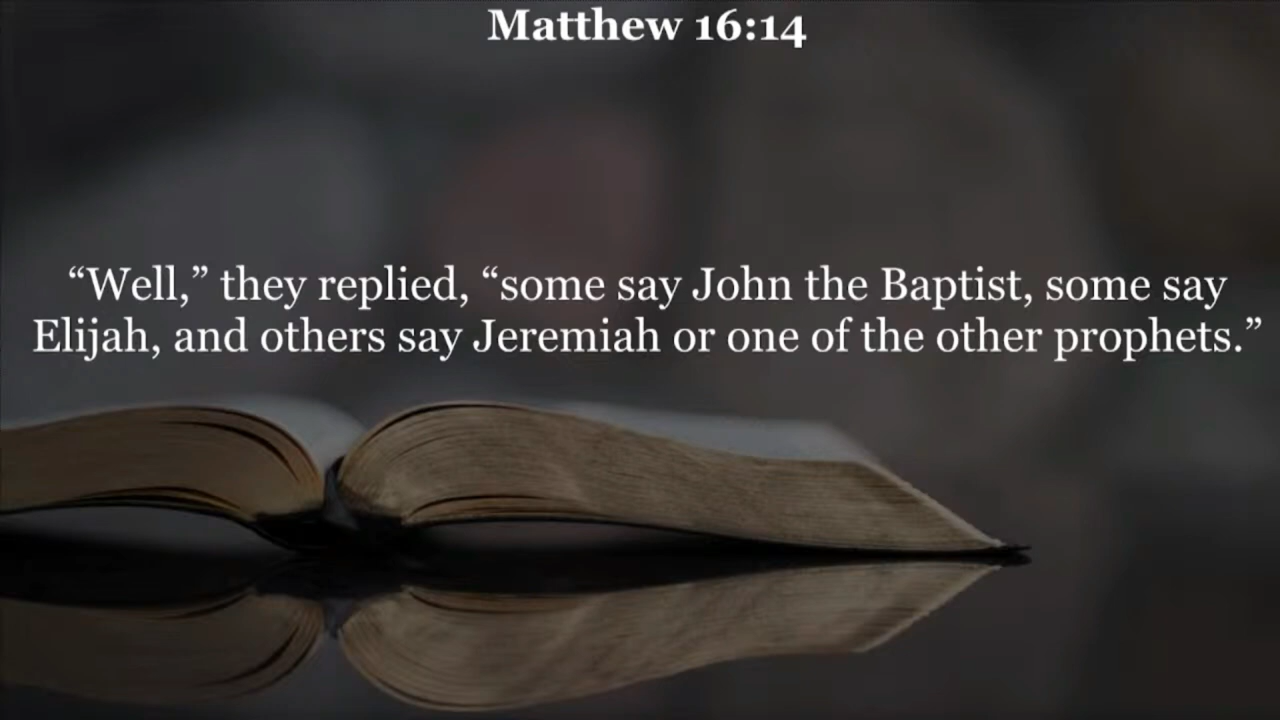 Matthew 16:14
“Well,” they replied, “some say John the Baptist, some say
Elijah, and others say Jeremiah or one of the other prophets.”